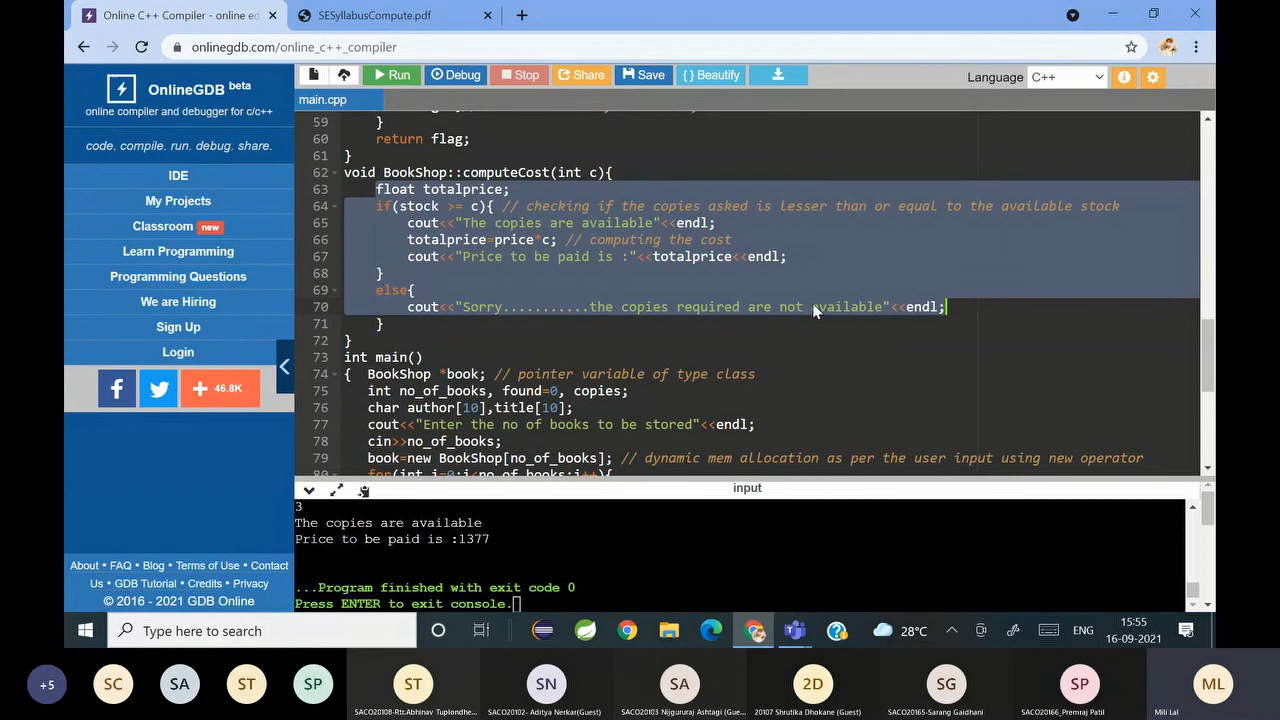 Online C++ Compiler - online ed
SESyllabusCompute.pdf
onlinegdb.com/online_c++_compiler
OnlineGDB beta
online compiler and debugger for c/c++
code. compile. run. debug. share.
IDE
My Projects
Classroom new
Learn Programming
Programming Questions
We are Hiring
Sign Up
Login
46.8K
About • FAQ • Blog • Terms of Use • Contact
Us • GDB Tutorial • Credits • Privacy
© 2016 - 2021 GDB Online
Run
Debug
Stop
Share
Save
{ } Beautify
Language C++
main.cpp
59 }
60 return flag;
61 }
62 void BookShop::computeCost(int c){
63 float totalprice;
64 if(stock >= c){ // checking if the copies asked is lesser than or equal to the available stock
65 cout<<"The copies are available"<<endl;
66 totalprice=price*c; // computing the cost
67 cout<<"Price to be paid is :"<<totalprice<<endl;
68 }
69 else{
70 cout<<"Sorry...........the copies required are not available"<<endl;
71 }
72 }
73 int main()
74 { BookShop *book; // pointer variable of type class
75 int no_of_books, found=0, copies;
76 char author[10],title[10];
77 cout<<"Enter the no of books to be stored"<<endl;
78 cin>>no_of_books;
79 book=new BookShop[no_of_books]; // dynamic mem allocation as per the user input using new operator
80 for(int i=0;i<no_of_books;i++){
input
3
The copies are available
Price to be paid is :1377
...Program finished with exit code 0
Press ENTER to exit console.
Type here to search
28°C
ENG
15:55
16-09-2021
+5
SC
SA
ST
SP
ST
SN
SA
2D
SG
SP
ML
SACO20108-Rtr.Abhinav Tuplondhe...
SACO20102- Aditya Nerkar(Guest)
SACO20103 Nijgururaj Ashtagi (Gue...
20107 Shrutika Dhokane (Guest)
SACO20165-Sarang Gaidhani
SACO20166_Premraj Patil
Mili Lal